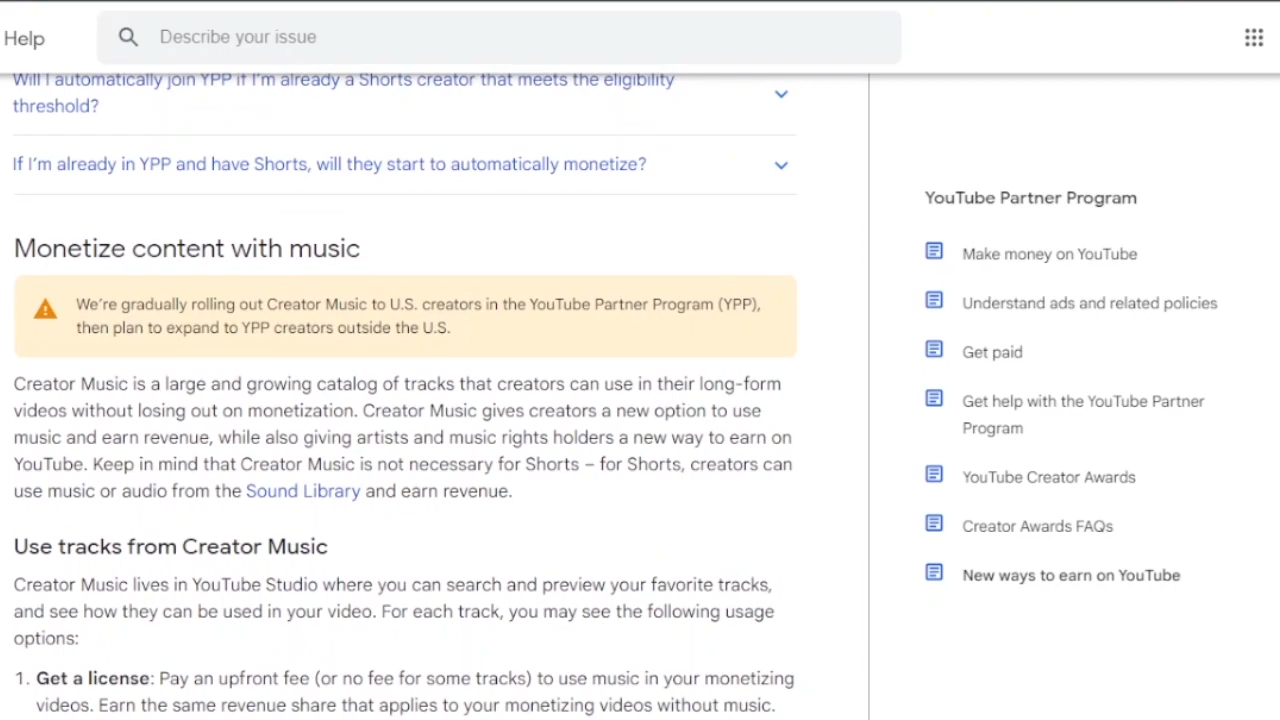 Help
Describe your issue
Will I automatically join YPP if I'm already a Shorts creator that meets the eligibility
threshold?
If I'm already in YPP and have Shorts, will they start to automatically monetize?
Monetize content with music
We're gradually rolling out Creator Music to U.S. creators in the YouTube Partner Program (YPP),
then plan to expand to YPP creators outside the U.S.
Creator Music is a large and growing catalog of tracks that creators can use in their long-form
videos without losing out on monetization. Creator Music gives creators a new option to use
music and earn revenue, while also giving artists and music rights holders a new way to earn on
YouTube. Keep in mind that Creator Music is not necessary for Shorts – for Shorts, creators can
use music or audio from the Sound Library and earn revenue.
Use tracks from Creator Music
Creator Music lives in YouTube Studio where you can search and preview your favorite tracks,
and see how they can be used in your video. For each track, you may see the following usage
options:
1. Get a license: Pay an upfront fee (or no fee for some tracks) to use music in your monetizing
videos. Earn the same revenue share that applies to your monetizing videos without music.
YouTube Partner Program
Make money on YouTube
Understand ads and related policies
Get paid
Get help with the YouTube Partner
Program
YouTube Creator Awards
Creator Awards FAQs
New ways to earn on YouTube